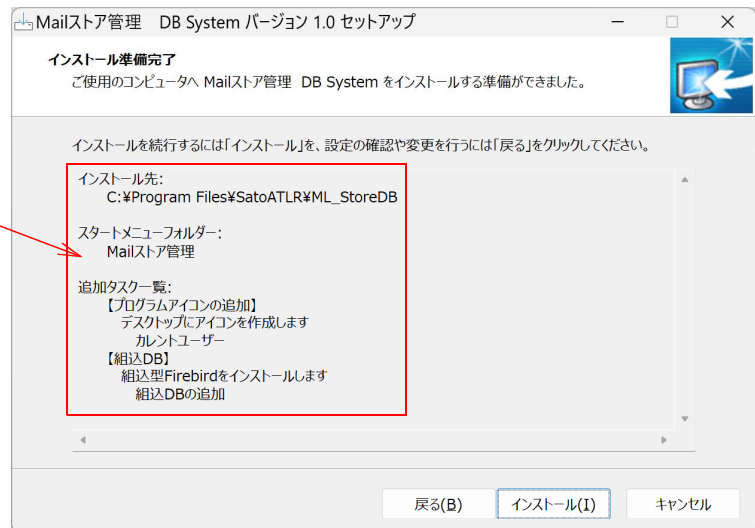 Mailストア管理　DB System バージョン 1.0 セットアップ
インストール準備完了
ご使用のコンピュータへ Mailストア管理  DB System をインストールする準備ができました。
インストールを続行するには「インストール」を、設定の確認や変更を行うには「戻る」をクリックしてください。
インストール先:
C:¥Program Files¥SatoATLR¥ML_StoreDB
スタートメニューフォルダー:
Mailストア管理
追加タスク一覧:
【プログラムアイコンの追加】
デスクトップにアイコンを作成します
カレントユーザー
【組込DB】
組込型Firebirdをインストールします
組込DBの追加
戻る(B)
インストール(I)
キャンセル